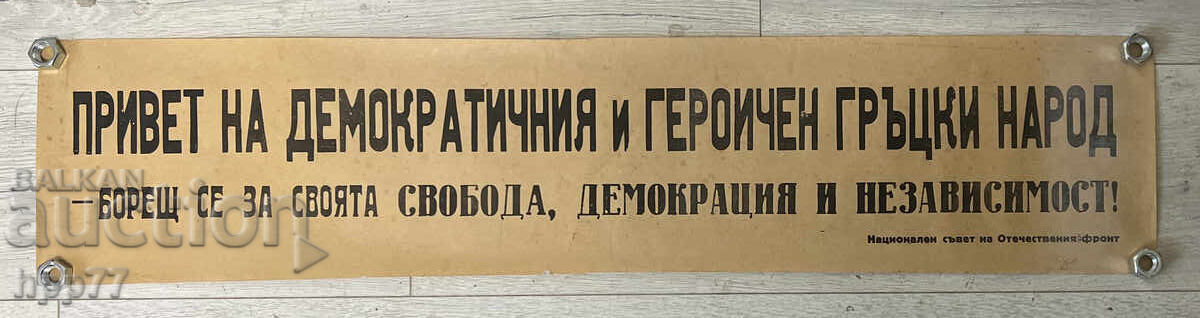 ПРИВЕТ НА ДЕМОКРАТИЧНИЯ и ГЕРОИЧЕН ГРЪЦКИ НАРОД
— БОРЕЩ СЕ ЗА СВОЯТА СВОБОДА, ДЕМОКРАЦИЯ И НЕЗАВИСИМОСТ!
Национален съвет на Отечествения фронт
BALKAN
auction
hpp77